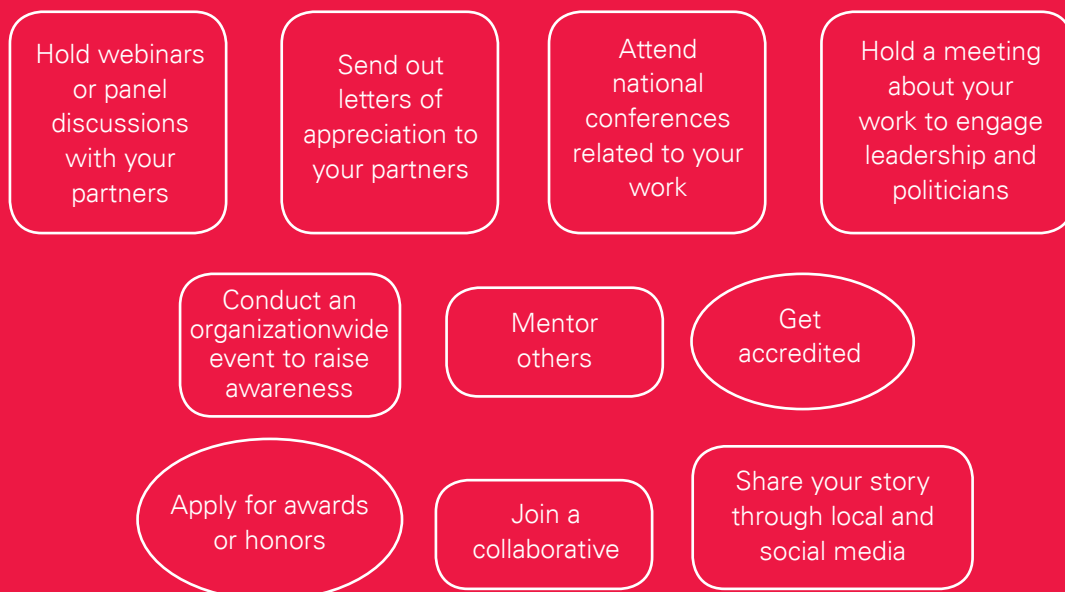 Hold webinars
or panel
discussions
with your
partners
Send out
letters of
appreciation to
your partners
Attend
national
conferences
related to your
work
Hold a meeting
about your
work to engage
leadership and
politicians
Conduct an
organizationwide
event to raise
awareness
Mentor
others
Get
accredited
Apply for awards
or honors
Join a
collaborative
Share your story
through local and
social media